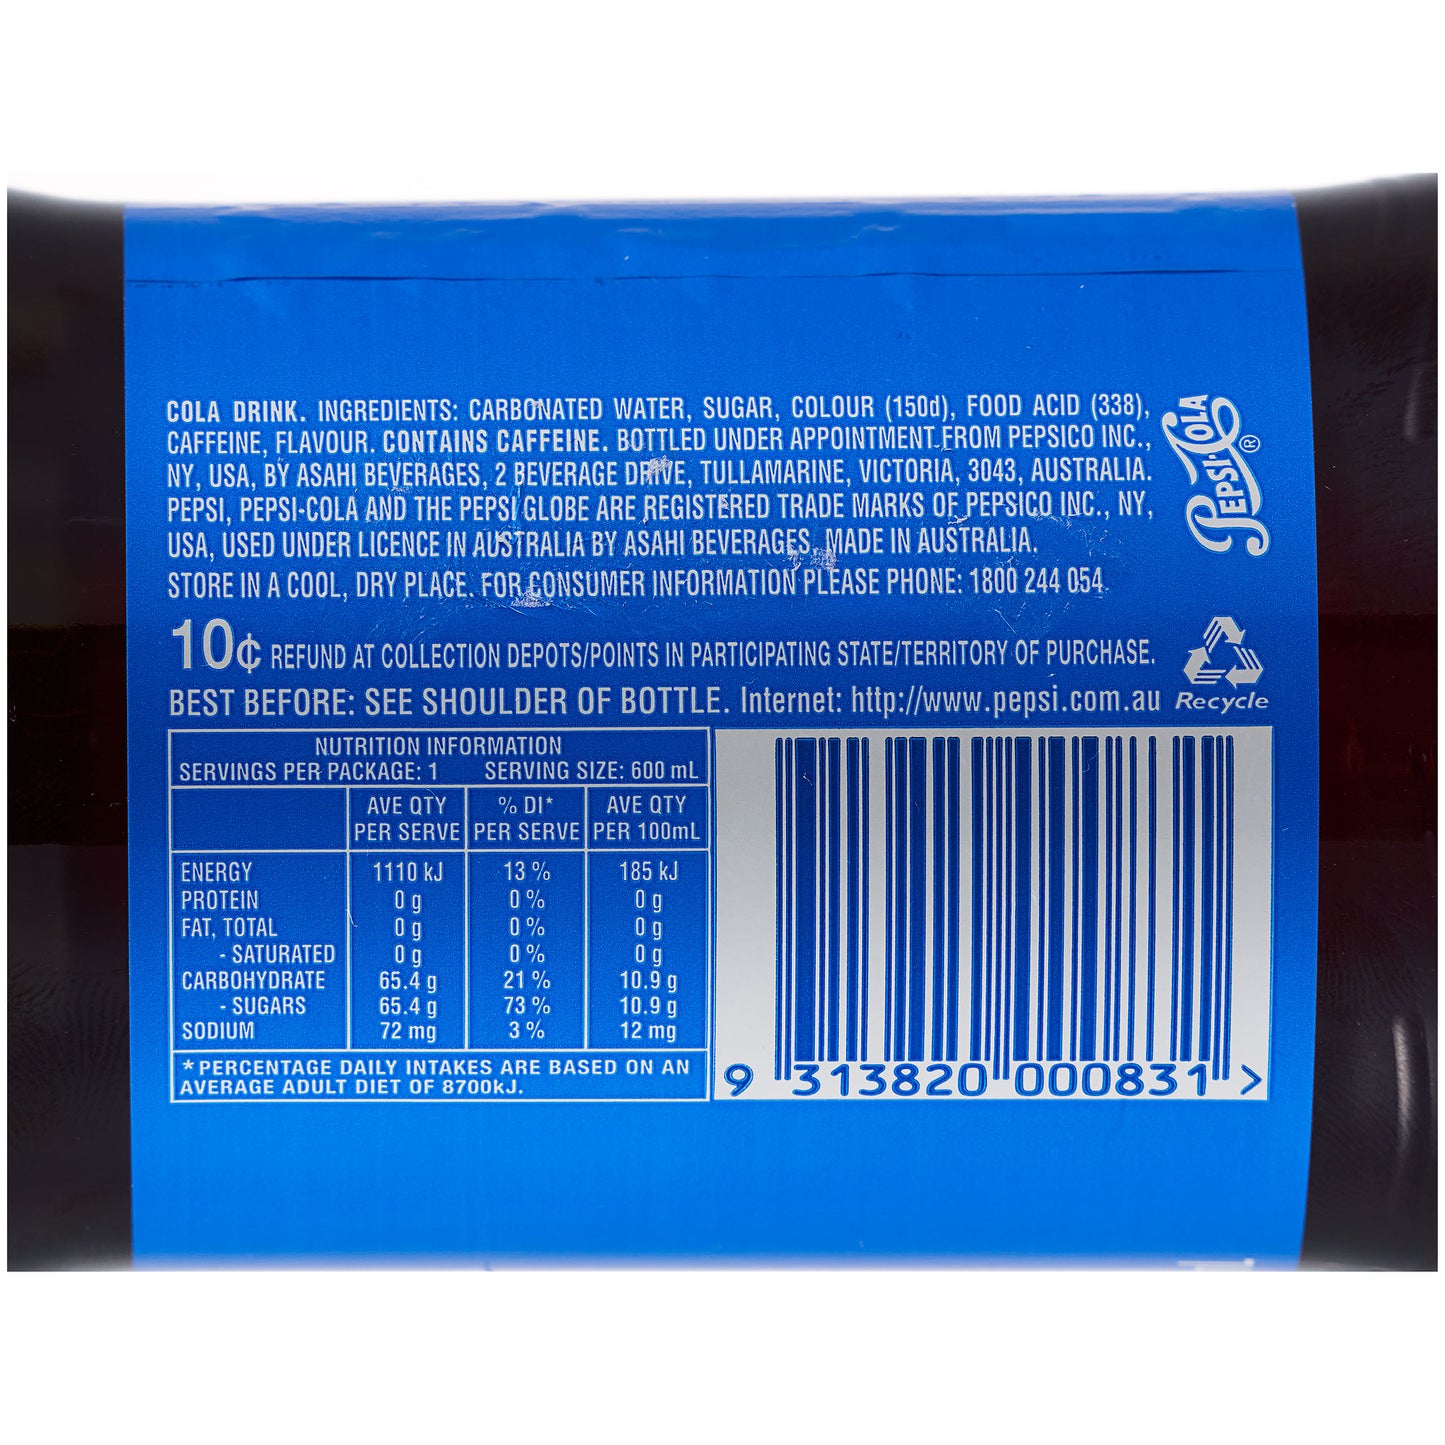 COLA DRINK. INGREDIENTS: CARBONATED WATER, SUGAR, COLOUR (150d), FOOD ACID (338),
CAFFEINE, FLAVOUR. CONTAINS CAFFEINE. BOTTLED UNDER APPOINTMENT FROM PEPSICO INC.,
NY, USA, BY ASAHI BEVERAGES, 2 BEVERAGE DRIVE, TULLAMARINE, VICTORIA, 3043, AUSTRALIA.
PEPSI, PEPSI-COLA AND THE PEPSI GLOBE ARE REGISTERED TRADE MARKS OF PEPSICO INC., NY,
USA, USED UNDER LICENCE IN AUSTRALIA BY ASAHI BEVERAGES, MADE IN AUSTRALIA.
STORE IN A COOL, DRY PLACE. FOR CONSUMER INFORMATION PLEASE PHONE: 1800 244 054.
PEPSI-COLA®
10¢ REFUND AT COLLECTION DEPOTS/POINTS IN PARTICIPATING STATE/TERRITORY OF PURCHASE.
BEST BEFORE: SEE SHOULDER OF BOTTLE. Internet: http://www.pepsi.com.au
Recycle
NUTRITION INFORMATION
SERVINGS PER PACKAGE: 1 SERVING SIZE: 600 mL
AVE QTY % DI* AVE QTY
PER SERVE PER SERVE PER 100mL
ENERGY 1110 kJ 13 % 185 kJ
PROTEIN 0 g 0 % 0 g
FAT, TOTAL 0 g 0 % 0 g
- SATURATED 0 g 0 % 0 g
CARBOHYDRATE 65.4 g 21 % 10.9 g
- SUGARS 65.4 g 73 % 10.9 g
SODIUM 72 mg 3 % 12 mg
* PERCENTAGE DAILY INTAKES ARE BASED ON AN
AVERAGE ADULT DIET OF 8700kJ.
9 313820 000831 >